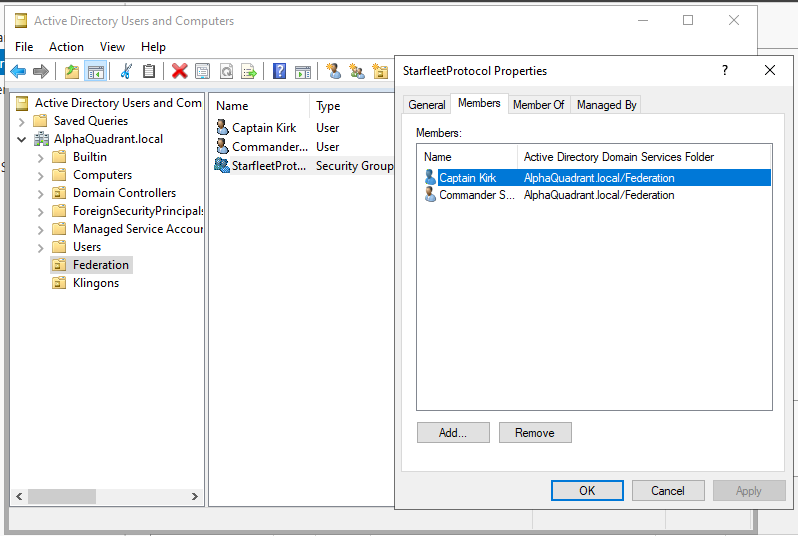 Active Directory Users and Computers
File Action View Help
Active Directory Users and Com
Saved Queries
AlphaQuadrant.local
Builtin
Computers
Domain Controllers
ForeignSecurityPrincipals
Managed Service Accour
Users
Federation
Klingons
Name Type
Captain Kirk User
Commander... User
StarfleetProt... Security Group
StarfleetProtocol Properties
?
General Members Member Of Managed By
Members:
Name Active Directory Domain Services Folder
Captain Kirk AlphaQuadrant.local/Federation
Commander S... AlphaQuadrant.local/Federation
Add... Remove
OK Cancel Apply